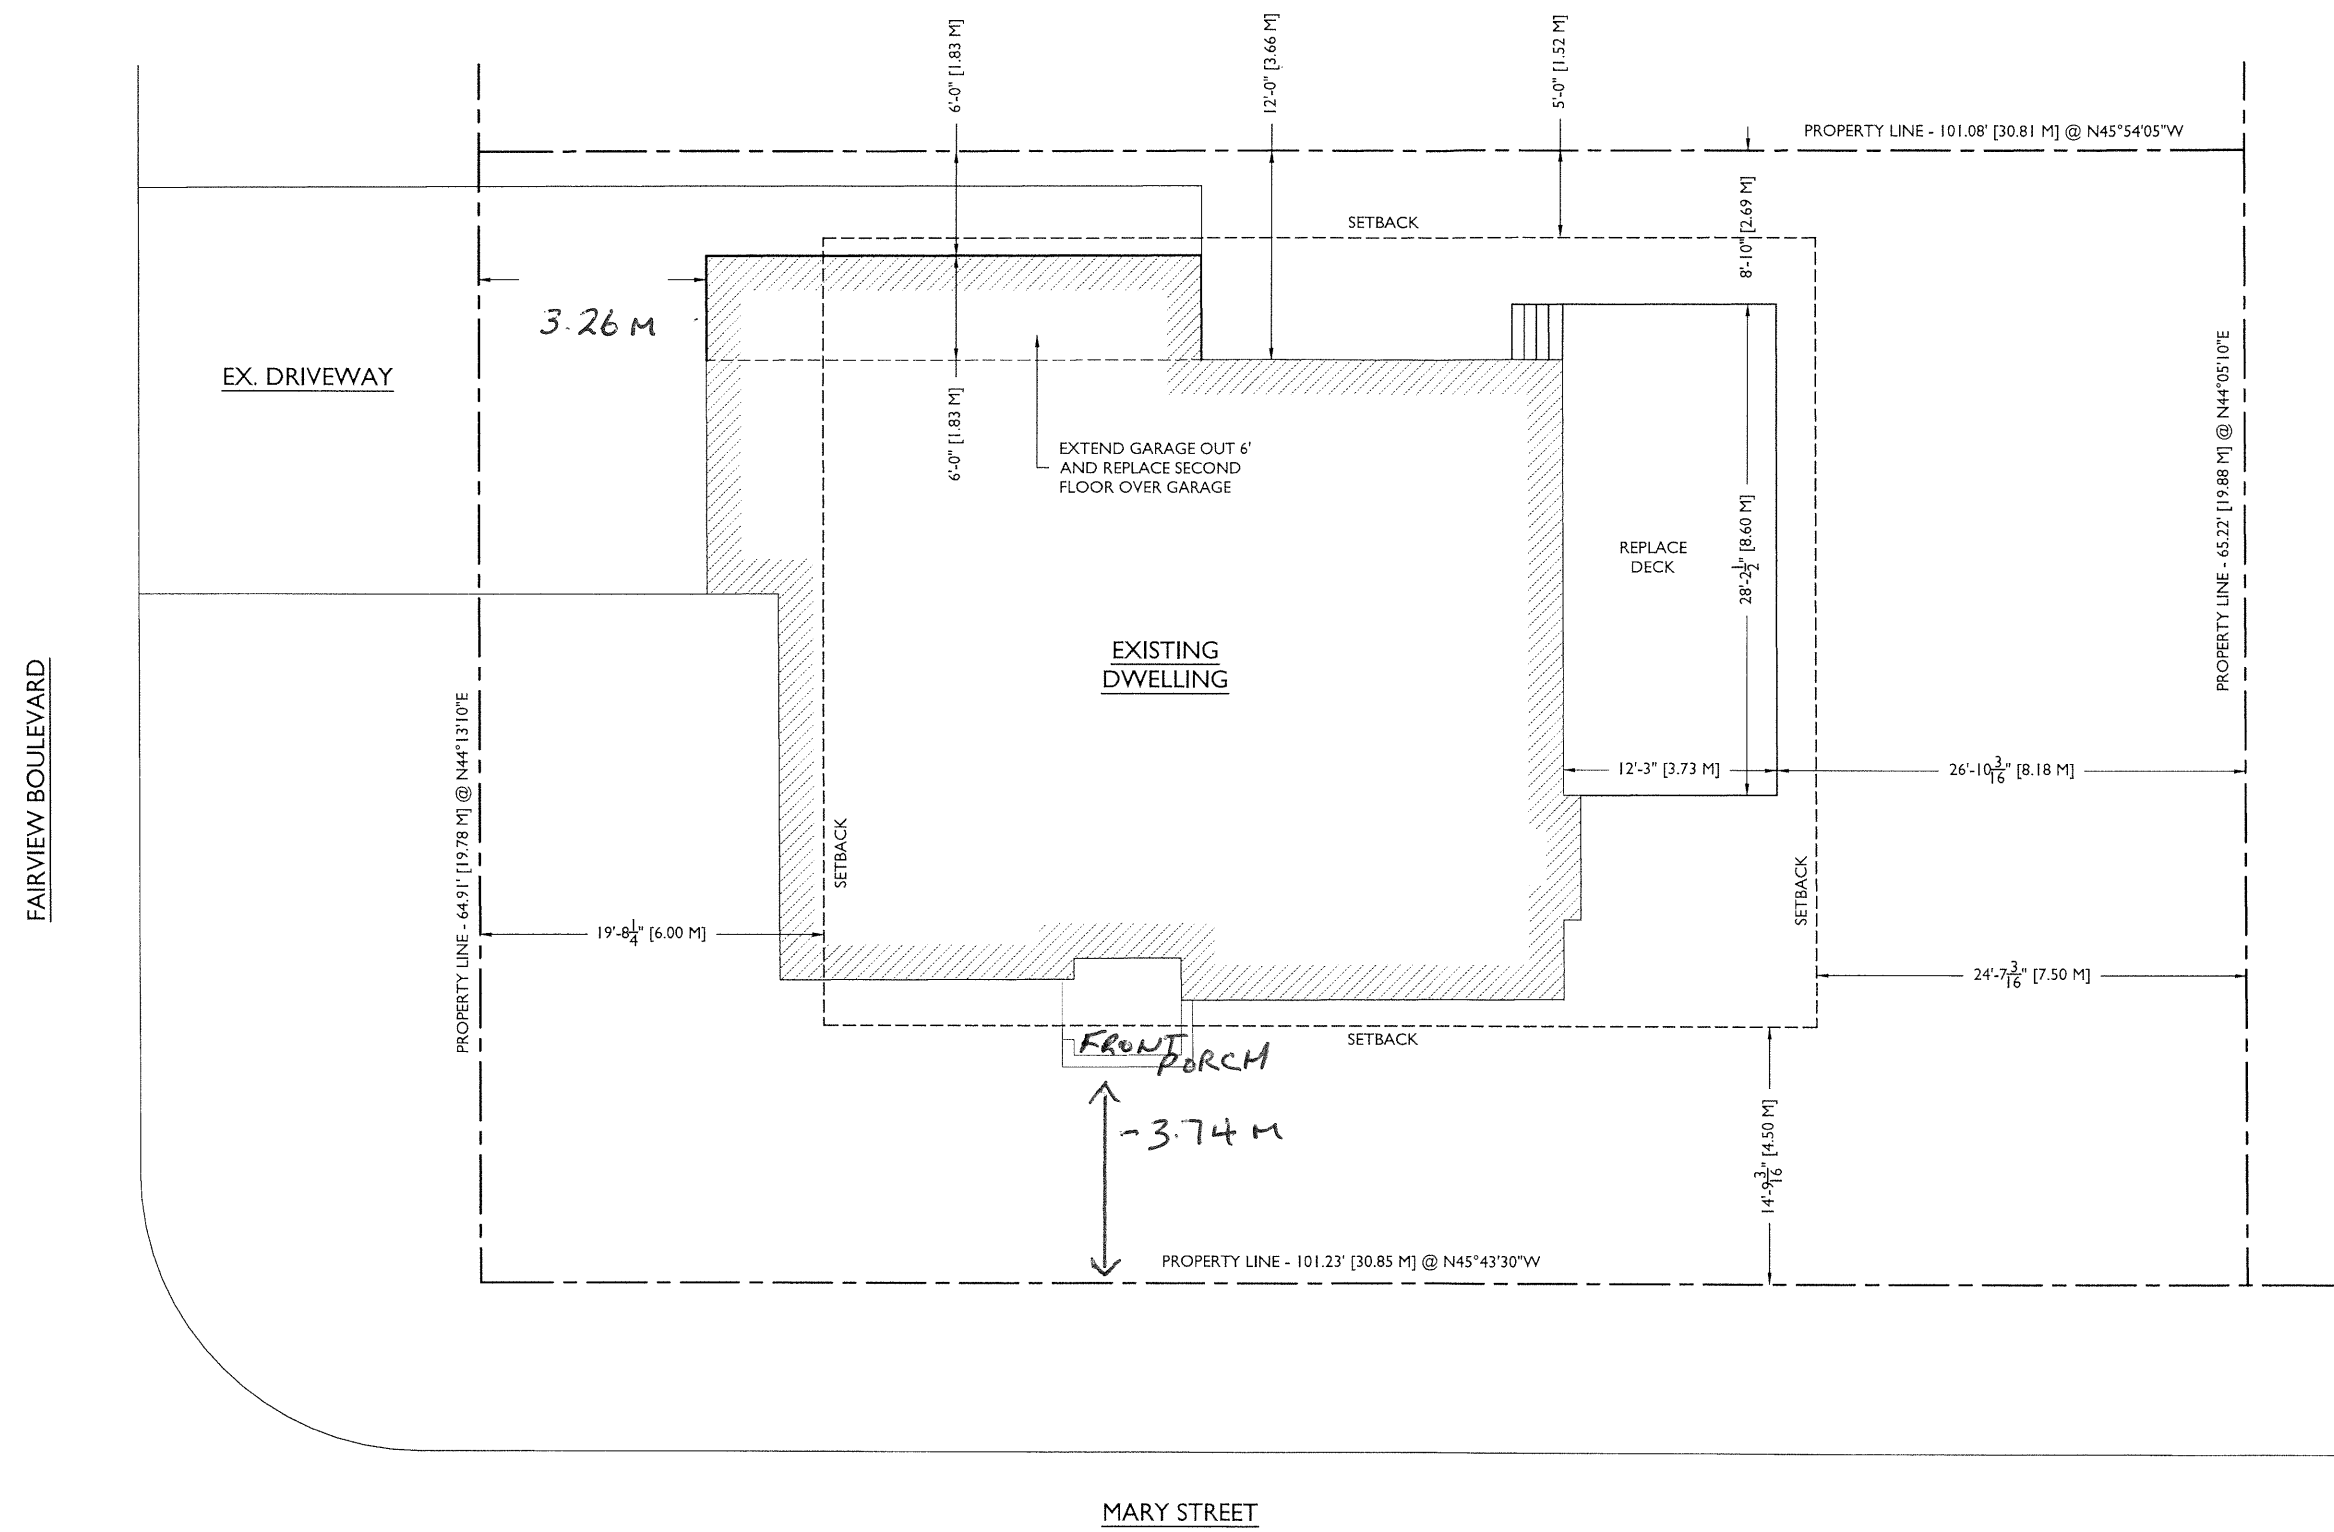 6'-0" [1.83 M]
12'-0" [3.66 M]
5'-0" [1.52 M]
PROPERTY LINE - 101.08' [30.81 M] @ N45°54'05"W
8'-10" [2.69 M]
SETBACK
3.26 M
EX. DRIVEWAY
6'-0" [1.83 M]
EXTEND GARAGE OUT 6'
AND REPLACE SECOND
FLOOR OVER GARAGE
REPLACE
DECK
28'-2 1/2" [8.60 M]
PROPERTY LINE - 65.22' [19.88 M] @ N44°05'10"E
EXISTING
DWELLING
FAIRVIEW BOULEVARD
PROPERTY LINE - 64.91' [19.78 M] @ N44°13'10"E
12'-3" [3.73 M]
26'-10 3/16" [8.18 M]
SETBACK
SETBACK
19'-8 1/4" [6.00 M]
24'-7 3/16" [7.50 M]
SETBACK
FRONT
PORCH
- 3.74 M
14'-9 3/16" [4.50 M]
PROPERTY LINE - 101.23' [30.85 M] @ N45°43'30"W
MARY STREET